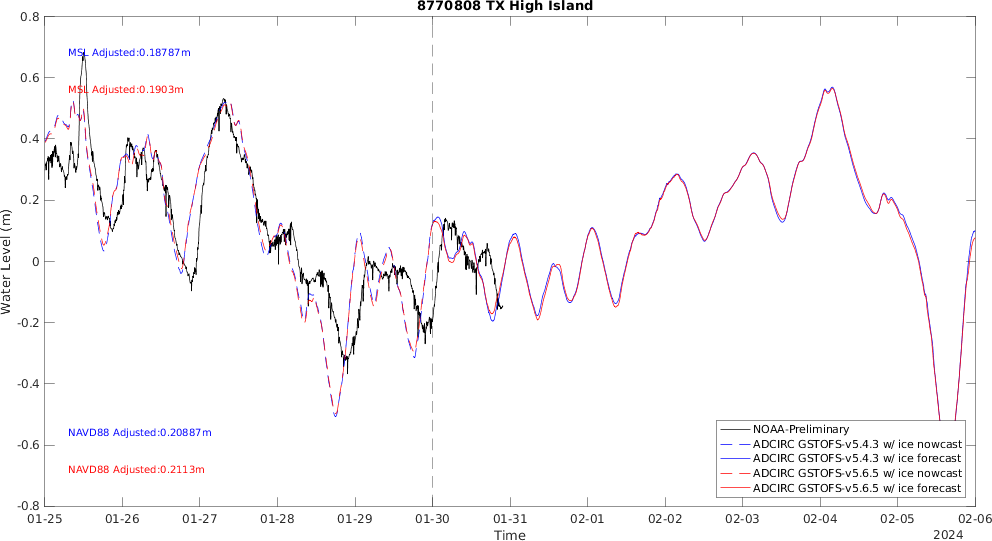 8770808 TX High Island
0.8
MSL Adjusted:0.18787m
0.6
MSL Adjusted:0.1903m
0.4
0.2
Water Level (m)
0
-0.2
-0.4
NAVD88 Adjusted:0.20887m
-0.6
NAVD88 Adjusted:0.2113m
-0.8
NOAA-Preliminary
ADCIRC GSTOFS-v5.4.3 w/ ice nowcast
ADCIRC GSTOFS-v5.4.3 w/ ice forecast
ADCIRC GSTOFS-v5.6.5 w/ ice nowcast
ADCIRC GSTOFS-v5.6.5 w/ ice forecast
01-25 01-26 01-27 01-28 01-29 01-30 01-31 02-01 02-02 02-03 02-04 02-05 02-06
Time
2024